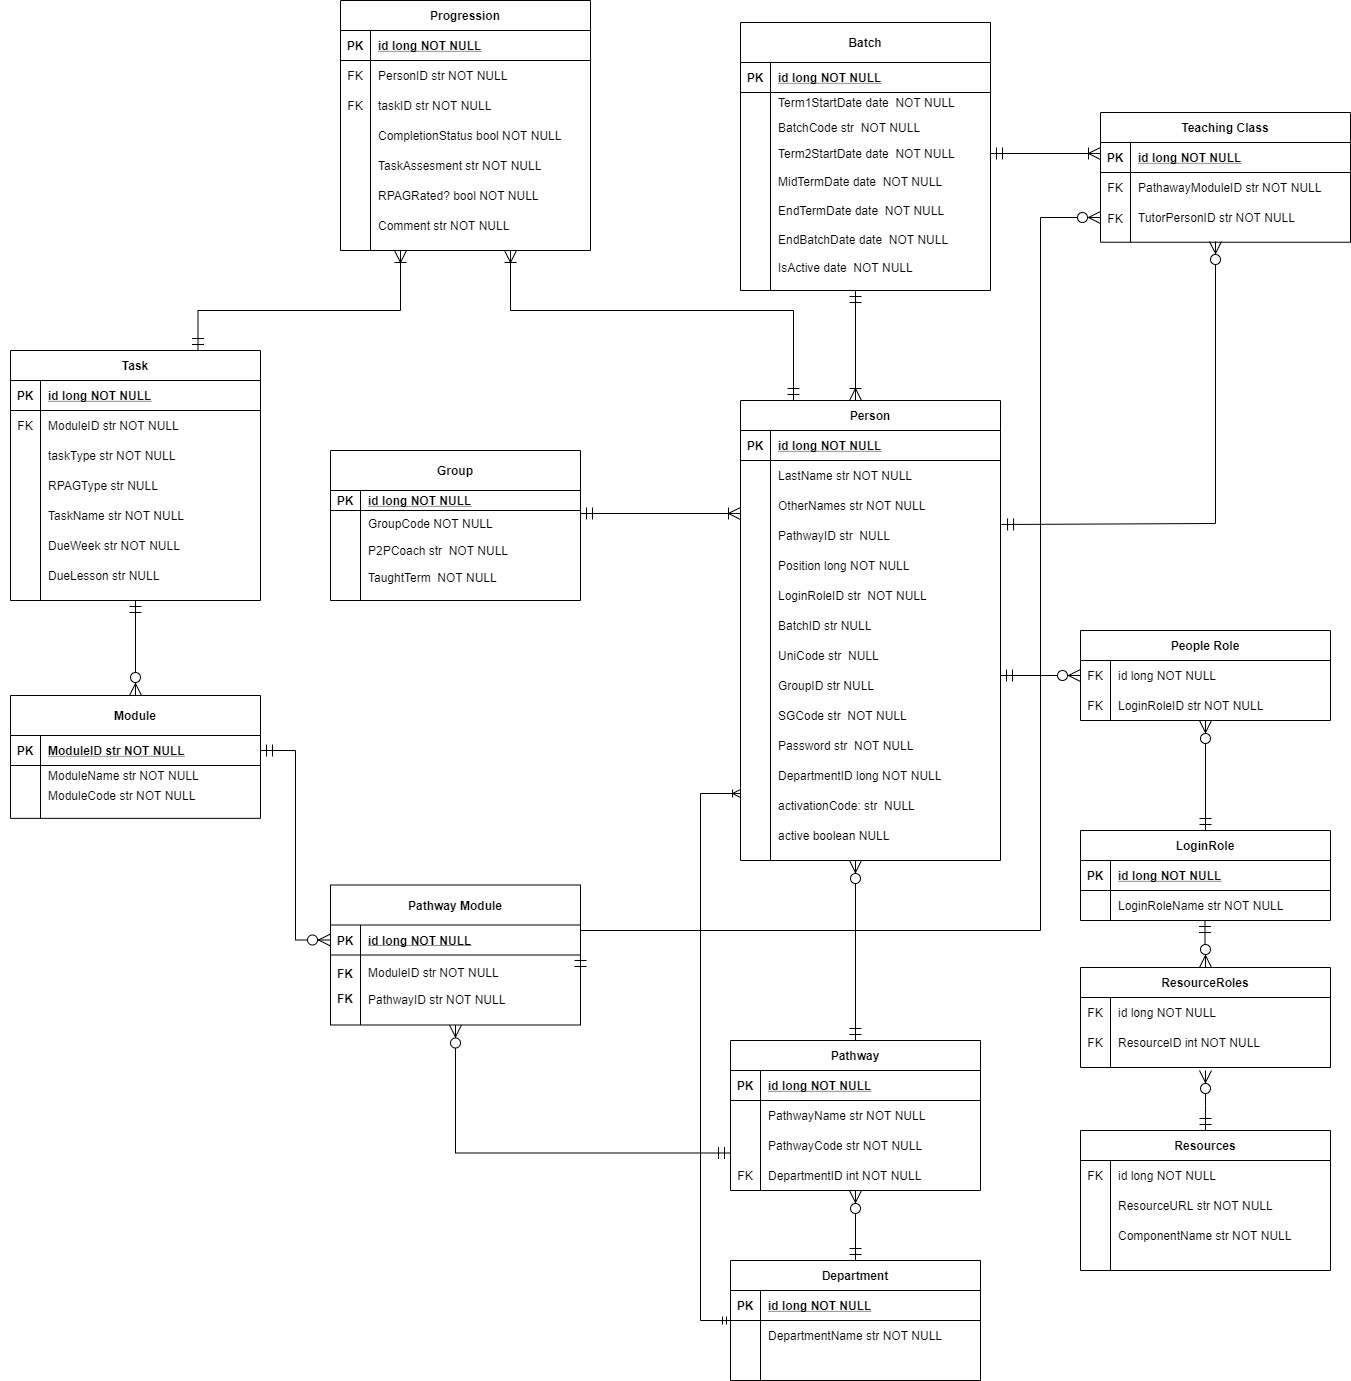 Progression
PK id long NOT NULL
FK PersonID str NOT NULL
FK taskID str NOT NULL
CompletionStatus bool NOT NULL
TaskAssesment str NOT NULL
RPAGRated? bool NOT NULL
Comment str NOT NULL
Batch
PK id long NOT NULL
Term1StartDate date  NOT NULL
BatchCode str  NOT NULL
Term2StartDate date  NOT NULL
MidTermDate date  NOT NULL
EndTermDate date  NOT NULL
EndBatchDate date  NOT NULL
IsActive date  NOT NULL
Teaching Class
PK id long NOT NULL
FK PathawayModuleID str NOT NULL
FK TutorPersonID str NOT NULL
Task
PK id long NOT NULL
FK ModuleID str NOT NULL
taskType str NOT NULL
RPAGType str NULL
TaskName str NOT NULL
DueWeek str NOT NULL
DueLesson str NULL
Group
PK id long NOT NULL
GroupCode NOT NULL
P2PCoach str  NOT NULL
TaughtTerm  NOT NULL
Person
PK id long NOT NULL
LastName str NOT NULL
OtherNames str NOT NULL
PathwayID str  NULL
Position long NOT NULL
LoginRoleID str  NOT NULL
BatchID str NULL
UniCode str  NULL
GroupID str NULL
SGCode str  NOT NULL
Password str  NOT NULL
DepartmentID long NOT NULL
activationCode: str  NULL
active boolean NULL
People Role
FK id long NOT NULL
FK LoginRoleID str NOT NULL
Module
PK ModuleID str NOT NULL
ModuleName str NOT NULL
ModuleCode str NOT NULL
LoginRole
PK id long NOT NULL
LoginRoleName str NOT NULL
Pathway Module
PK id long NOT NULL
FK ModuleID str NOT NULL
FK PathwayID str NOT NULL
ResourceRoles
FK id long NOT NULL
FK ResourceID int NOT NULL
Pathway
PK id long NOT NULL
PathwayName str NOT NULL
PathwayCode str NOT NULL
FK DepartmentID int NOT NULL
Resources
FK id long NOT NULL
ResourceURL str NOT NULL
ComponentName str NOT NULL
Department
PK id long NOT NULL
DepartmentName str NOT NULL